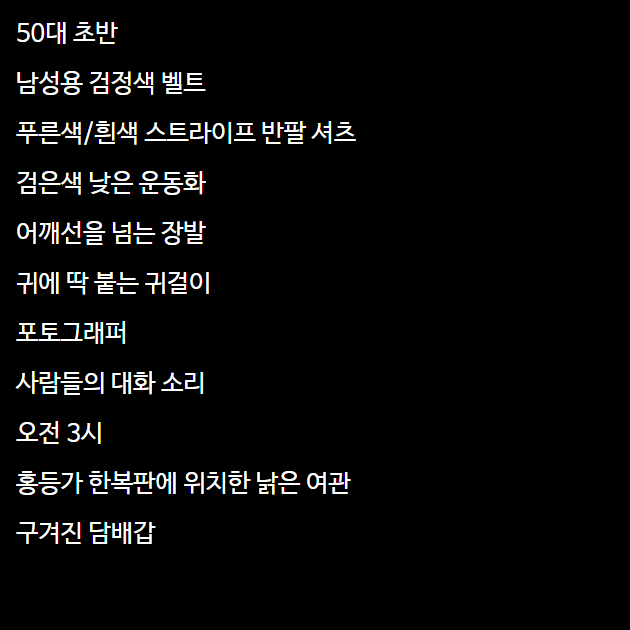 50대 초반
남성용 검정색 벨트
푸른색/흰색 스트라이프 반팔 셔츠
검은색 낮은 운동화
어깨선을 넘는 장발
귀에 딱 붙는 귀걸이
포토그래퍼
사람들의 대화 소리
오전 3시
홍등가 한복판에 위치한 낡은 여관
구겨진 담배갑